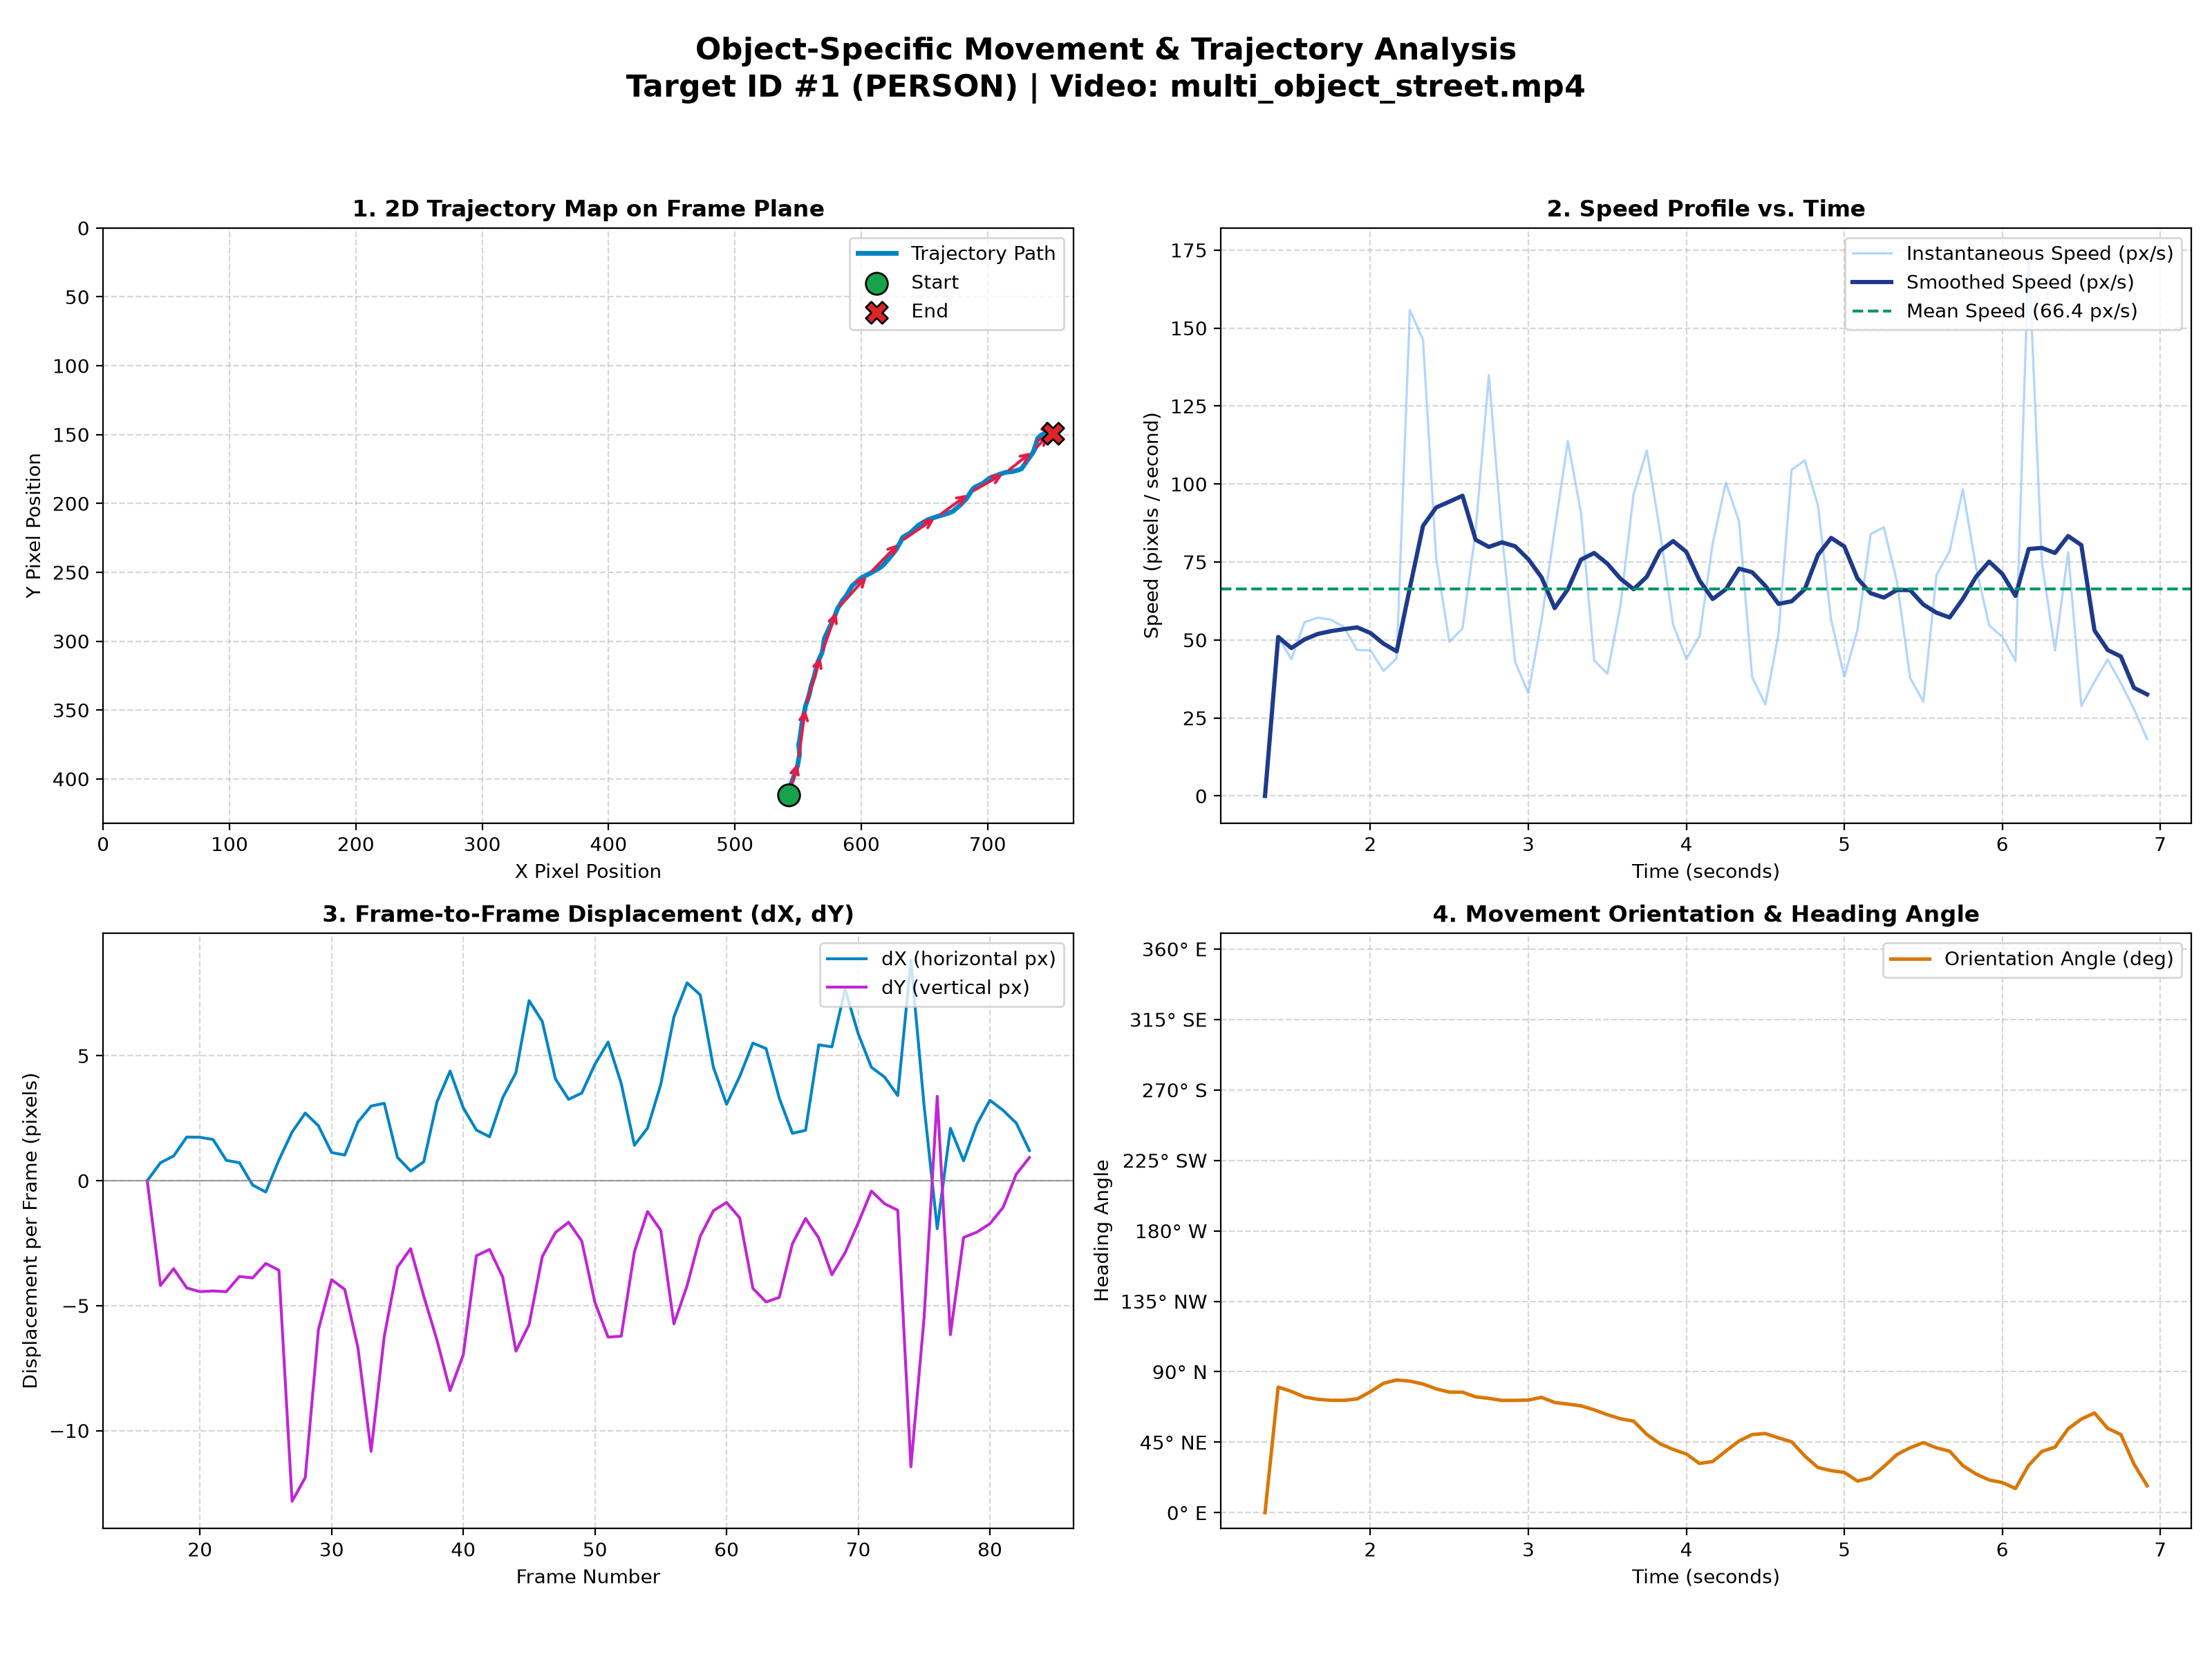 Object-Specific Movement & Trajectory Analysis
Target ID #1 (PERSON) | Video: multi_object_street.mp4
1. 2D Trajectory Map on Frame Plane
0
50
100
150
200
250
300
350
400
Y Pixel Position
0 100 200 300 400 500 600 700
X Pixel Position
Trajectory Path
Start
End
2. Speed Profile vs. Time
175
150
125
100
75
50
25
0
Speed (pixels / second)
2 3 4 5 6 7
Time (seconds)
Instantaneous Speed (px/s)
Smoothed Speed (px/s)
Mean Speed (66.4 px/s)
3. Frame-to-Frame Displacement (dX, dY)
5
0
−5
−10
Displacement per Frame (pixels)
20 30 40 50 60 70 80
Frame Number
dX (horizontal px)
dY (vertical px)
4. Movement Orientation & Heading Angle
360° E
315° SE
270° S
225° SW
180° W
135° NW
90° N
45° NE
0° E
Heading Angle
2 3 4 5 6 7
Time (seconds)
Orientation Angle (deg)